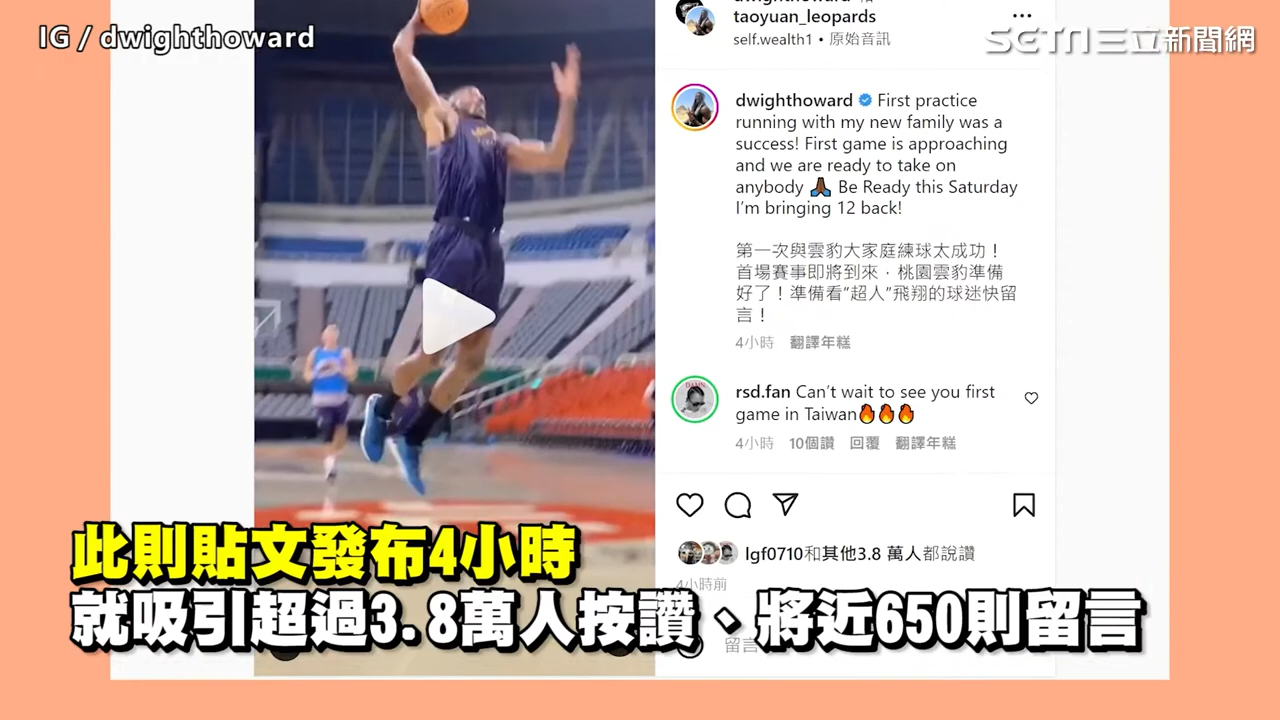 IG / dwighthoward
SETN三立新聞網
dwighthoward 和
taoyuan_leopards
self.wealth1 • 原始音訊
dwighthoward First practice
running with my new family was a
success! First game is approaching
and we are ready to take on
anybody 🙏🏾 Be Ready this Saturday
I'm bringing 12 back!
第一次與雲豹大家庭練球太成功！
首場賽事即將到來，桃園雲豹準備
好了！準備看“超人”飛翔的球迷快留
言！
4小時 翻譯年糕
rsd.fan Can't wait to see you first
game in Taiwan🔥🔥🔥
4小時 10個讚 回覆 翻譯年糕
lgf0710和其他3.8 萬人都說讚
4小時前
此則貼文發布4小時
就吸引超過3.8萬人按讚、將近650則留言
留言